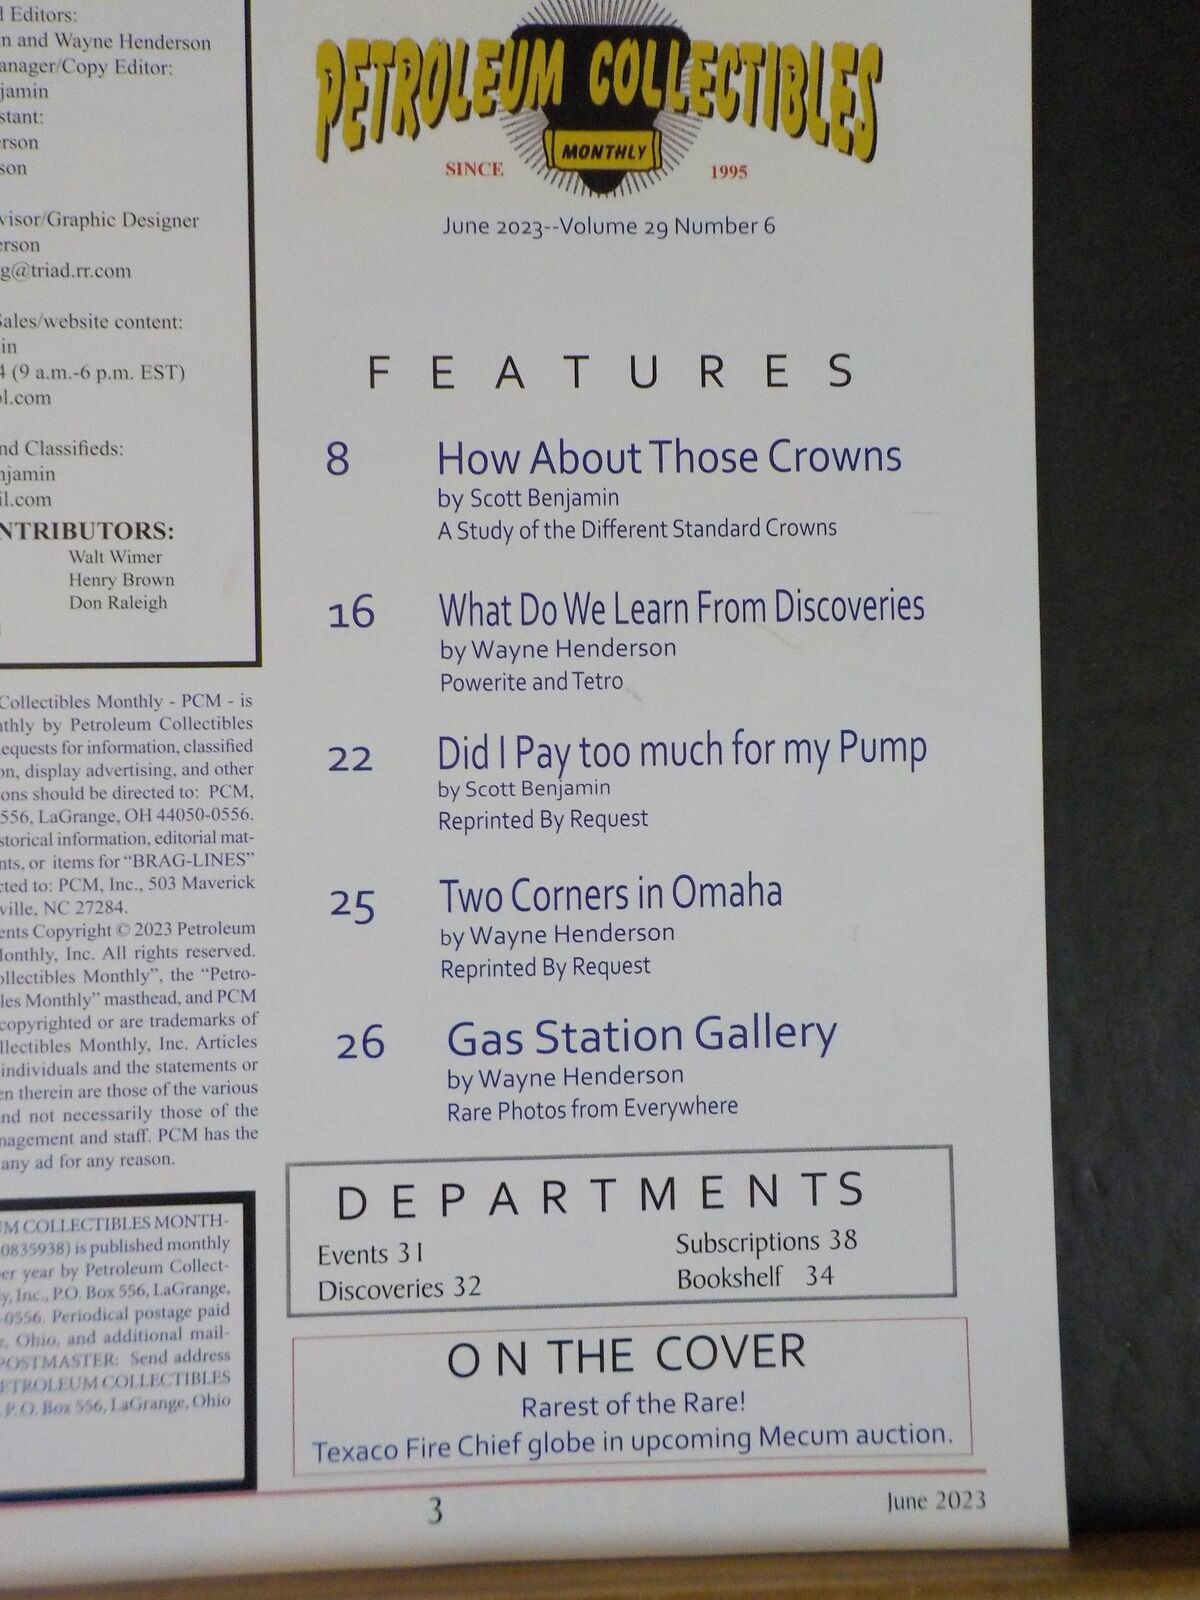 Editors:
n and Wayne Henderson
anager/Copy Editor:
jamin
stant:
rson
son
visor/Graphic Designer
erson
g@triad.rr.com
Sales/website content:
in
4 (9 a.m.-6 p.m. EST)
ol.com
nd Classifieds:
njamin
il.com
NTRIBUTORS:
Walt Wimer
Henry Brown
Don Raleigh
Collectibles Monthly - PCM - is
nthly by Petroleum Collectibles
equests for information, classified
on, display advertising, and other
ons should be directed to: PCM,
556, LaGrange, OH 44050-0556.
storical information, editorial mat-
nts, or items for "BRAG-LINES"
cted to: PCM, Inc., 503 Maverick
ville, NC 27284.
ents Copyright © 2023 Petroleum
Monthly, Inc. All rights reserved.
ollectibles Monthly", the "Petro-
les Monthly" masthead, and PCM
copyrighted or are trademarks of
llectibles Monthly, Inc. Articles
individuals and the statements or
en therein are those of the various
nd not necessarily those of the
nagement and staff. PCM has the
any ad for any reason.
UM COLLECTIBLES MONTH-
0835938) is published monthly
er year by Petroleum Collect-
y, Inc., P.O. Box 556, LaGrange,
-0556. Periodical postage paid
, Ohio, and additional mail-
POSTMASTER: Send address
ETROLEUM COLLECTIBLES
P.O. Box 556, LaGrange, Ohio
PETROLEUM COLLECTIBLES
MONTHLY
SINCE 1995
June 2023--Volume 29 Number 6
FEATURES
8 How About Those Crowns
by Scott Benjamin
A Study of the Different Standard Crowns
16 What Do We Learn From Discoveries
by Wayne Henderson
Powerite and Tetro
22 Did I Pay too much for my Pump
by Scott Benjamin
Reprinted By Request
25 Two Corners in Omaha
by Wayne Henderson
Reprinted By Request
26 Gas Station Gallery
by Wayne Henderson
Rare Photos from Everywhere
DEPARTMENTS
Events 31 Subscriptions 38
Discoveries 32 Bookshelf 34
ON THE COVER
Rarest of the Rare!
Texaco Fire Chief globe in upcoming Mecum auction.
3 June 2023